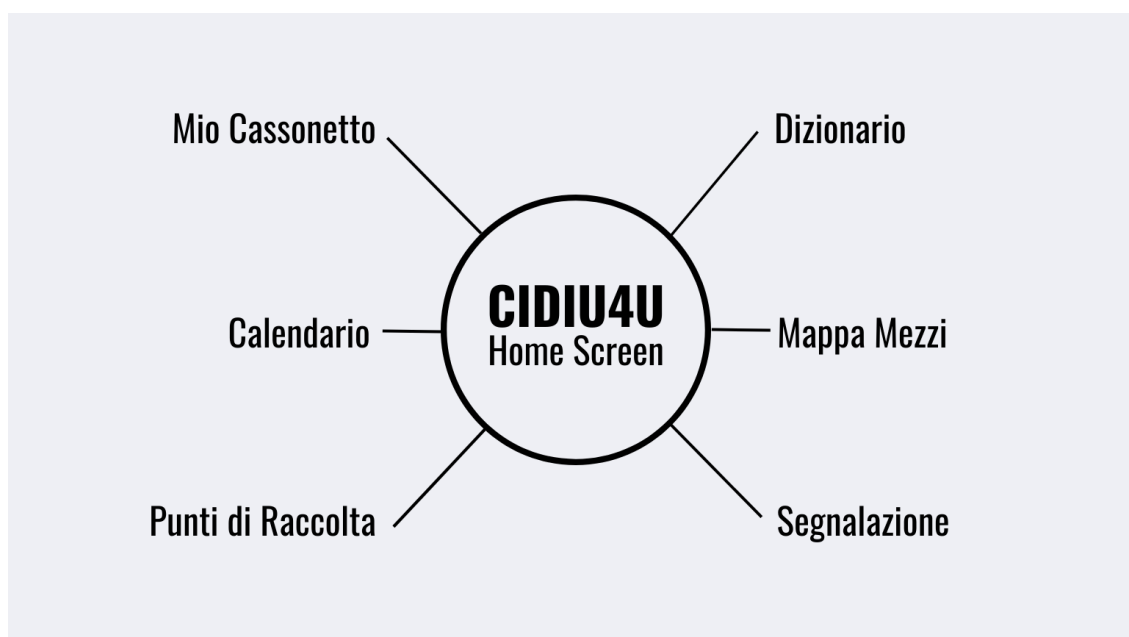 Mio Cassonetto
Dizionario
CIDIU4U
Home Screen
Calendario
Mappa Mezzi
Punti di Raccolta
Segnalazione